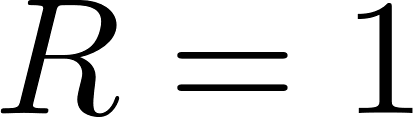 R = 1